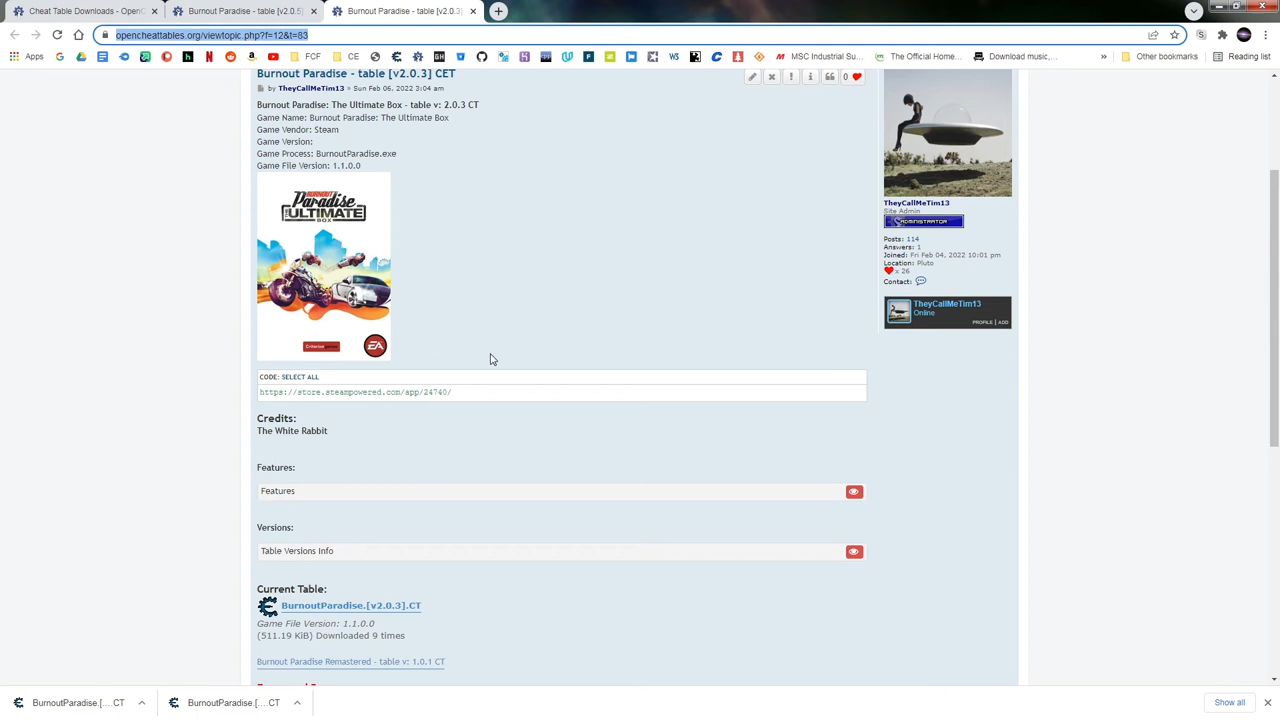 Cheat Table Downloads - OpenC
Burnout Paradise - table [v2.0.5]
Burnout Paradise - table [v2.0.3]
opencheattables.org/viewtopic.php?f=12&t=83
Apps
FCF
CE
MSC Industrial Su...
The Official Home...
Download music,...
»
Other bookmarks
Reading list
Burnout Paradise - table [v2.0.3] CET
0
by TheyCallMeTim13 » Sun Feb 06, 2022 3:04 am
Burnout Paradise: The Ultimate Box - table v: 2.0.3 CT
Game Name: Burnout Paradise: The Ultimate Box
Game Vendor: Steam
Game Version:
Game Process: BurnoutParadise.exe
Game File Version: 1.1.0.0
BURNOUT
Paradise
THE
ULTIMATE
BOX
Criterion
EA
CODE: SELECT ALL
https://store.steampowered.com/app/24740/
Credits:
The White Rabbit
Features:
Features
Versions:
Table Versions Info
Current Table:
BurnoutParadise.[v2.0.3].CT
Game File Version: 1.1.0.0
(511.19 KiB) Downloaded 9 times
Burnout Paradise Remastered - table v: 1.0.1 CT
TheyCallMeTim13
Site Admin
ADMINISTRATOR
Posts: 114
Answers: 1
Joined: Fri Feb 04, 2022 10:01 pm
Location: Pluto
x 26
Contact:
TheyCallMeTim13
Online
PROFILE | ADD
BurnoutParadise.[....CT
BurnoutParadise.[....CT
Show all